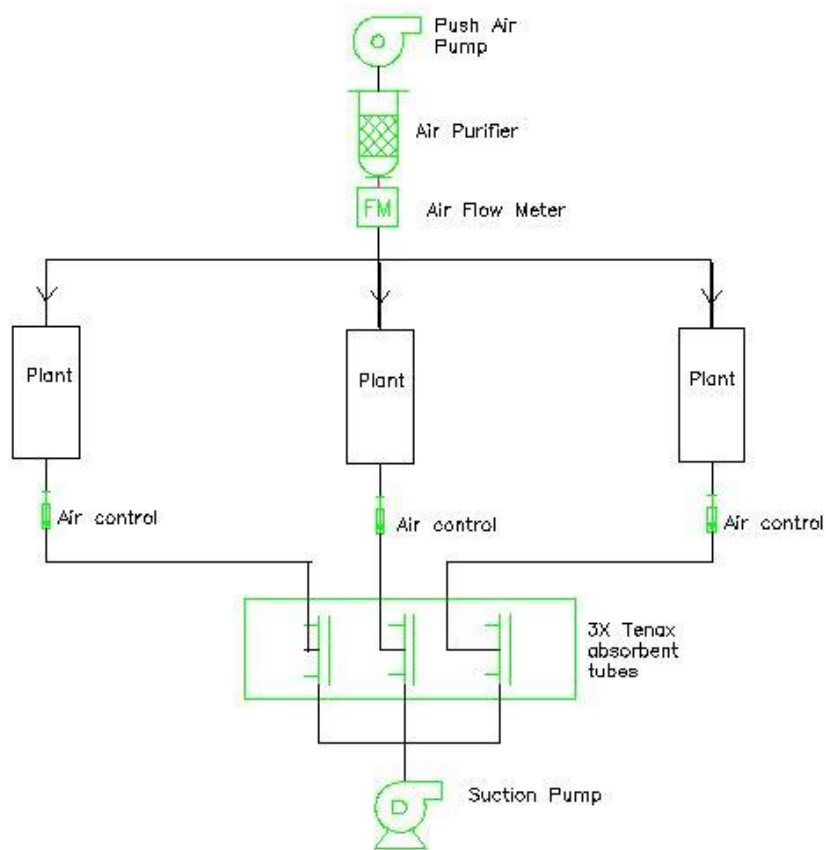 Push Air
Pump
Air Purifier
FM
Air Flow Meter
Plant
Plant
Plant
Air control
Air control
Air control
3X Tenax
absorbent
tubes
Suction Pump